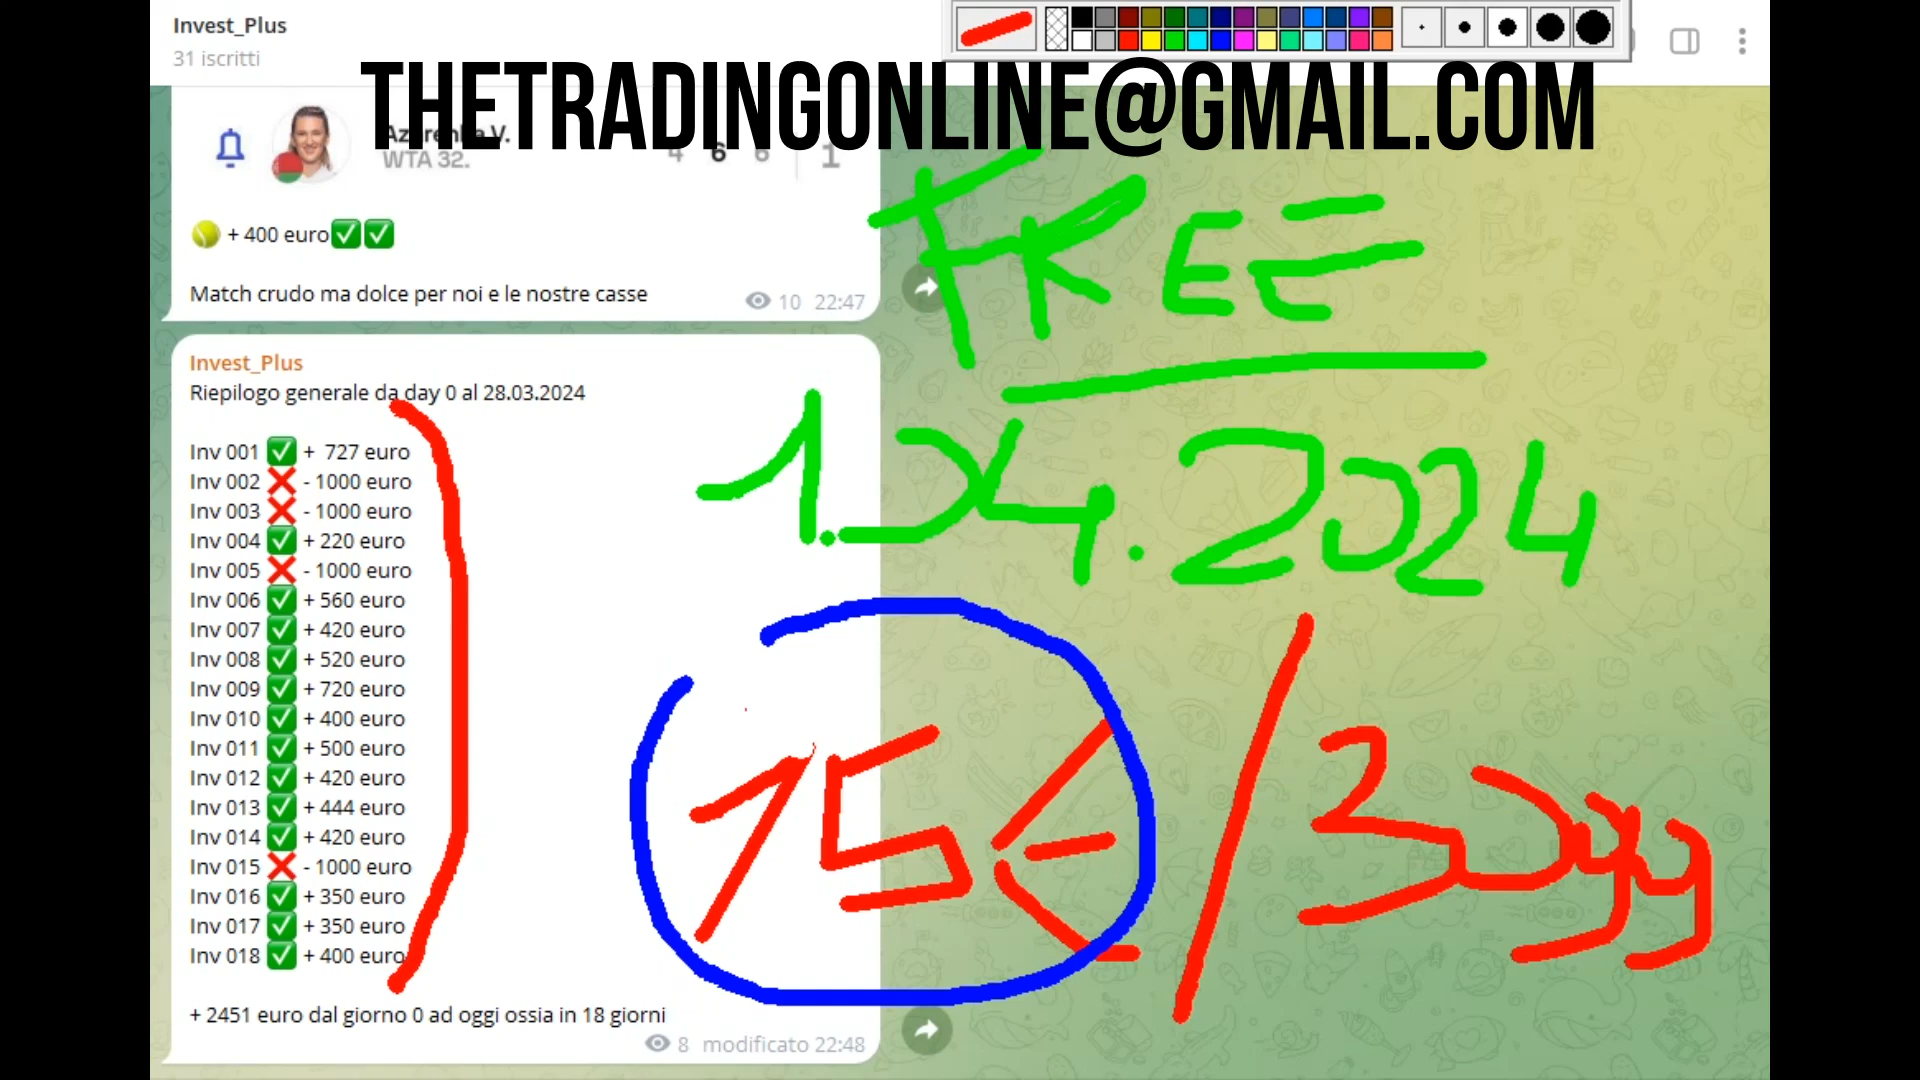 Invest_Plus
31 iscritti
THETRADINGONLINE@GMAIL.COM
Azarenka V.
WTA 32.
4 6 6 1
+ 400 euro
Match crudo ma dolce per noi e le nostre casse
10 22:47
FREE
1.04.2024
Invest_Plus
Riepilogo generale da day 0 al 28.03.2024
Inv 001 ✅ + 727 euro
Inv 002 ❌ - 1000 euro
Inv 003 ❌ - 1000 euro
Inv 004 ✅ + 220 euro
Inv 005 ❌ - 1000 euro
Inv 006 ✅ + 560 euro
Inv 007 ✅ + 420 euro
Inv 008 ✅ + 520 euro
Inv 009 ✅ + 720 euro
Inv 010 ✅ + 400 euro
Inv 011 ✅ + 500 euro
Inv 012 ✅ + 420 euro
Inv 013 ✅ + 444 euro
Inv 014 ✅ + 420 euro
Inv 015 ❌ - 1000 euro
Inv 016 ✅ + 350 euro
Inv 017 ✅ + 350 euro
Inv 018 ✅ + 400 euro
+ 2451 euro dal giorno 0 ad oggi ossia in 18 giorni
8 modificato 22:48
15€ / 30gg